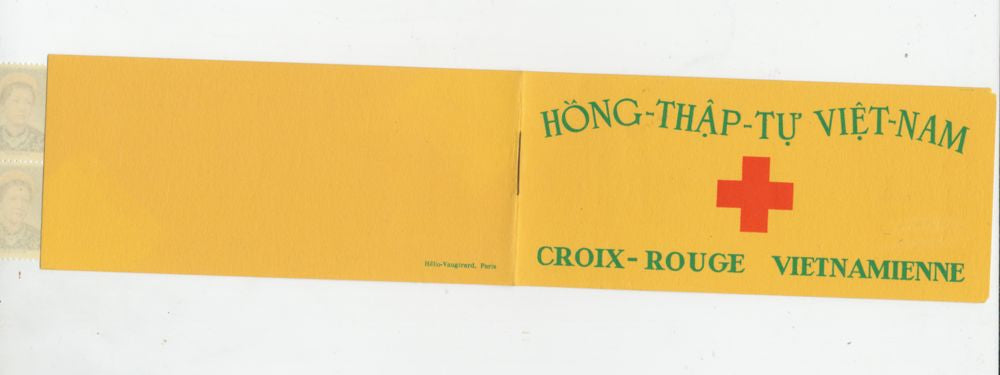 HỒNG-THẬP-TỰ VIỆT-NAM
CROIX-ROUGE VIETNAMIENNE
Hélio-Vaugirard, Paris